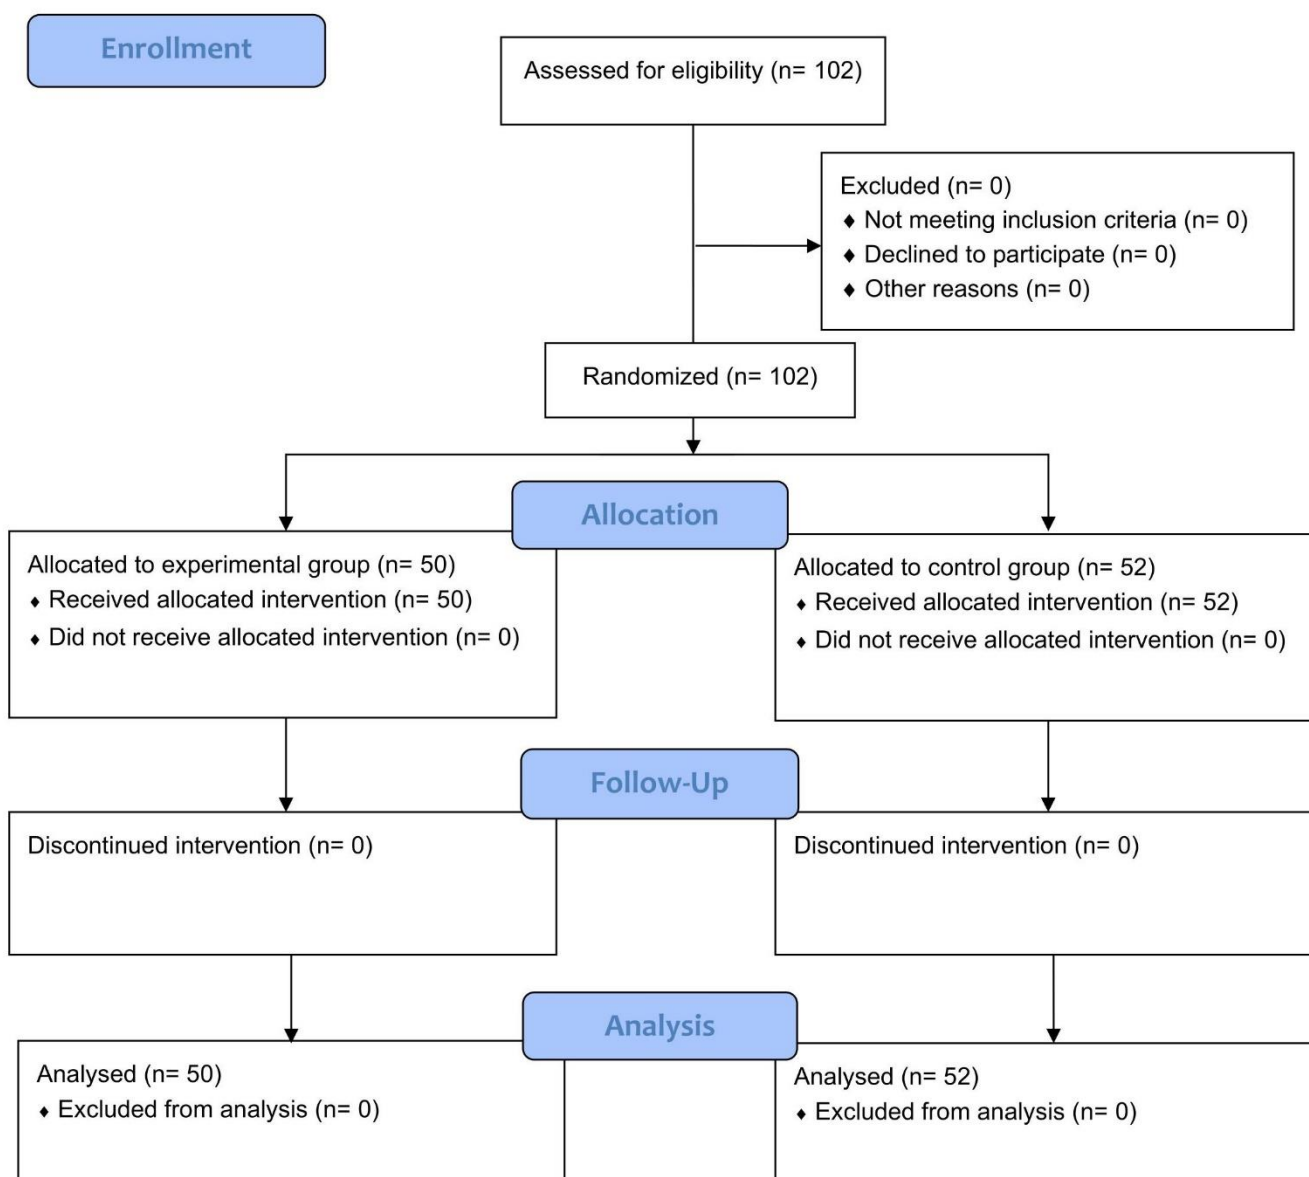 Enrollment
Assessed for eligibility (n= 102)
Excluded (n= 0)
♦ Not meeting inclusion criteria (n= 0)
♦ Declined to participate (n= 0)
♦ Other reasons (n= 0)
Randomized (n= 102)
Allocation
Allocated to experimental group (n= 50)
♦ Received allocated intervention (n= 50)
♦ Did not receive allocated intervention (n= 0)
Allocated to control group (n= 52)
♦ Received allocated intervention (n= 52)
♦ Did not receive allocated intervention (n= 0)
Follow-Up
Discontinued intervention (n= 0)
Discontinued intervention (n= 0)
Analysis
Analysed (n= 50)
♦ Excluded from analysis (n= 0)
Analysed (n= 52)
♦ Excluded from analysis (n= 0)